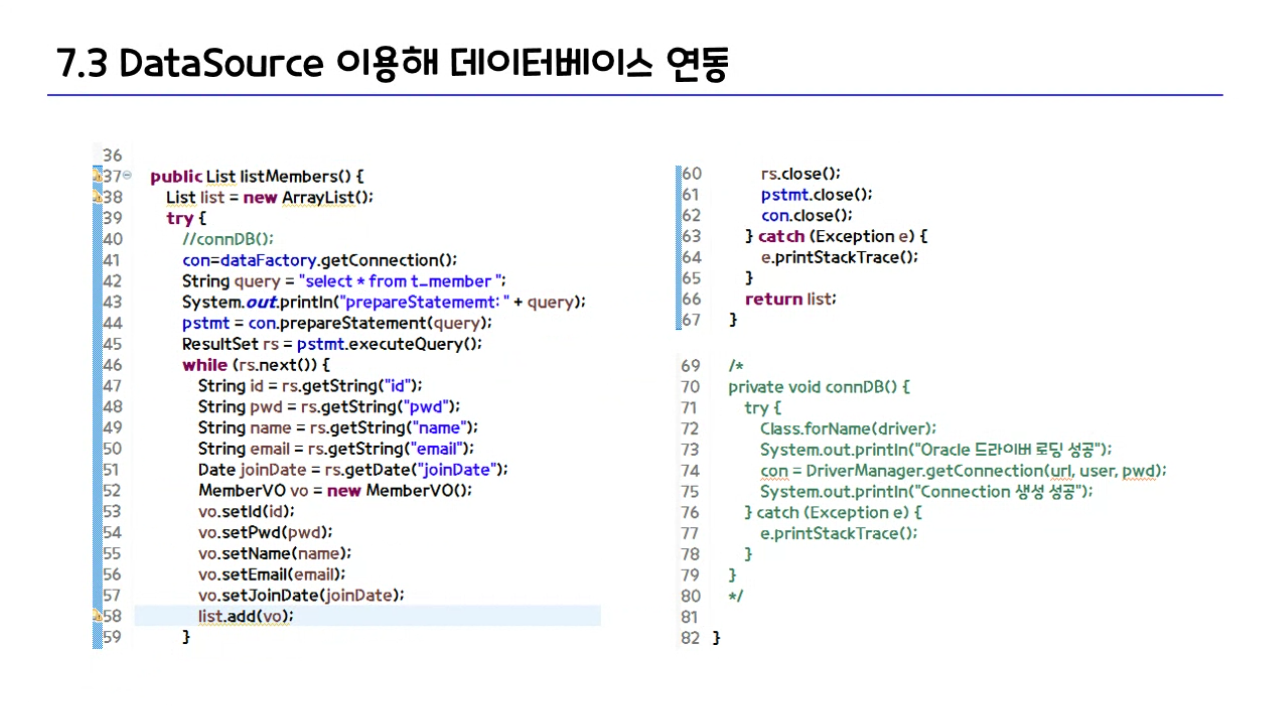 7.3 DataSource 이용해 데이터베이스 연동
36
37 public List listMembers() {
38 List list = new ArrayList();
39 try {
40 //connDB();
41 con=dataFactory.getConnection();
42 String query = "select * from t_member ";
43 System.out.println("prepareStatememt: " + query);
44 pstmt = con.prepareStatement(query);
45 ResultSet rs = pstmt.executeQuery();
46 while (rs.next()) {
47 String id = rs.getString("id");
48 String pwd = rs.getString("pwd");
49 String name = rs.getString("name");
50 String email = rs.getString("email");
51 Date joinDate = rs.getDate("joinDate");
52 MemberVO vo = new MemberVO();
53 vo.setId(id);
54 vo.setPwd(pwd);
55 vo.setName(name);
56 vo.setEmail(email);
57 vo.setJoinDate(joinDate);
58 list.add(vo);
59 }
60 rs.close();
61 pstmt.close();
62 con.close();
63 } catch (Exception e) {
64 e.printStackTrace();
65 }
66 return list;
67 }
69 /*
70 private void connDB() {
71 try {
72 Class.forName(driver);
73 System.out.println("Oracle 드라이버 로딩 성공");
74 con = DriverManager.getConnection(url, user, pwd);
75 System.out.println("Connection 생성 성공");
76 } catch (Exception e) {
77 e.printStackTrace();
78 }
79 }
80 */
81
82 }